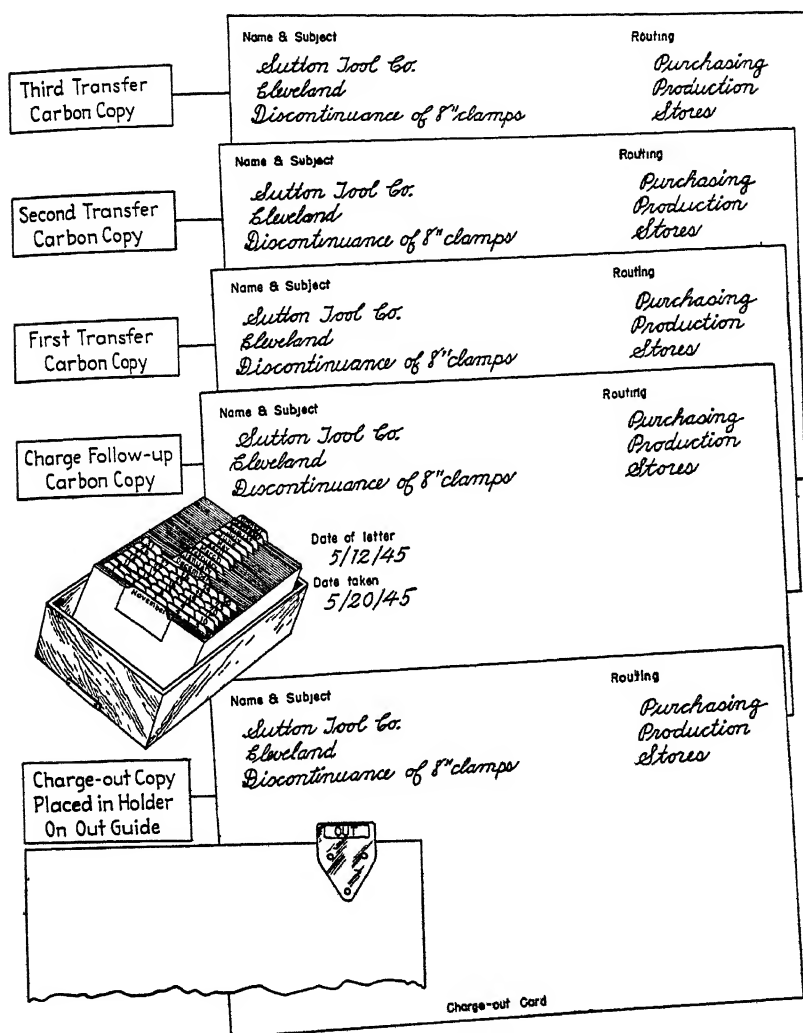 Third Transfer
Carbon Copy
Name & Subject Routing
Sutton Tool Co. Purchasing
Cleveland Production
Discontinuance of 8" clamps Stores
Second Transfer
Carbon Copy
Name & Subject Routing
Sutton Tool Co. Purchasing
Cleveland Production
Discontinuance of 8" clamps Stores
First Transfer
Carbon Copy
Name & Subject Routing
Sutton Tool Co. Purchasing
Cleveland Production
Discontinuance of 8" clamps Stores
Charge Follow-up
Carbon Copy
Name & Subject Routing
Sutton Tool Co. Purchasing
Cleveland Production
Discontinuance of 8" clamps Stores
Date of letter
5/12/45
Date taken
5/20/45
November
Charge-out Copy
Placed in Holder
On Out Guide
Name & Subject Routing
Sutton Tool Co. Purchasing
Cleveland Production
Discontinuance of 8" clamps Stores
OUT
Charge-out Card